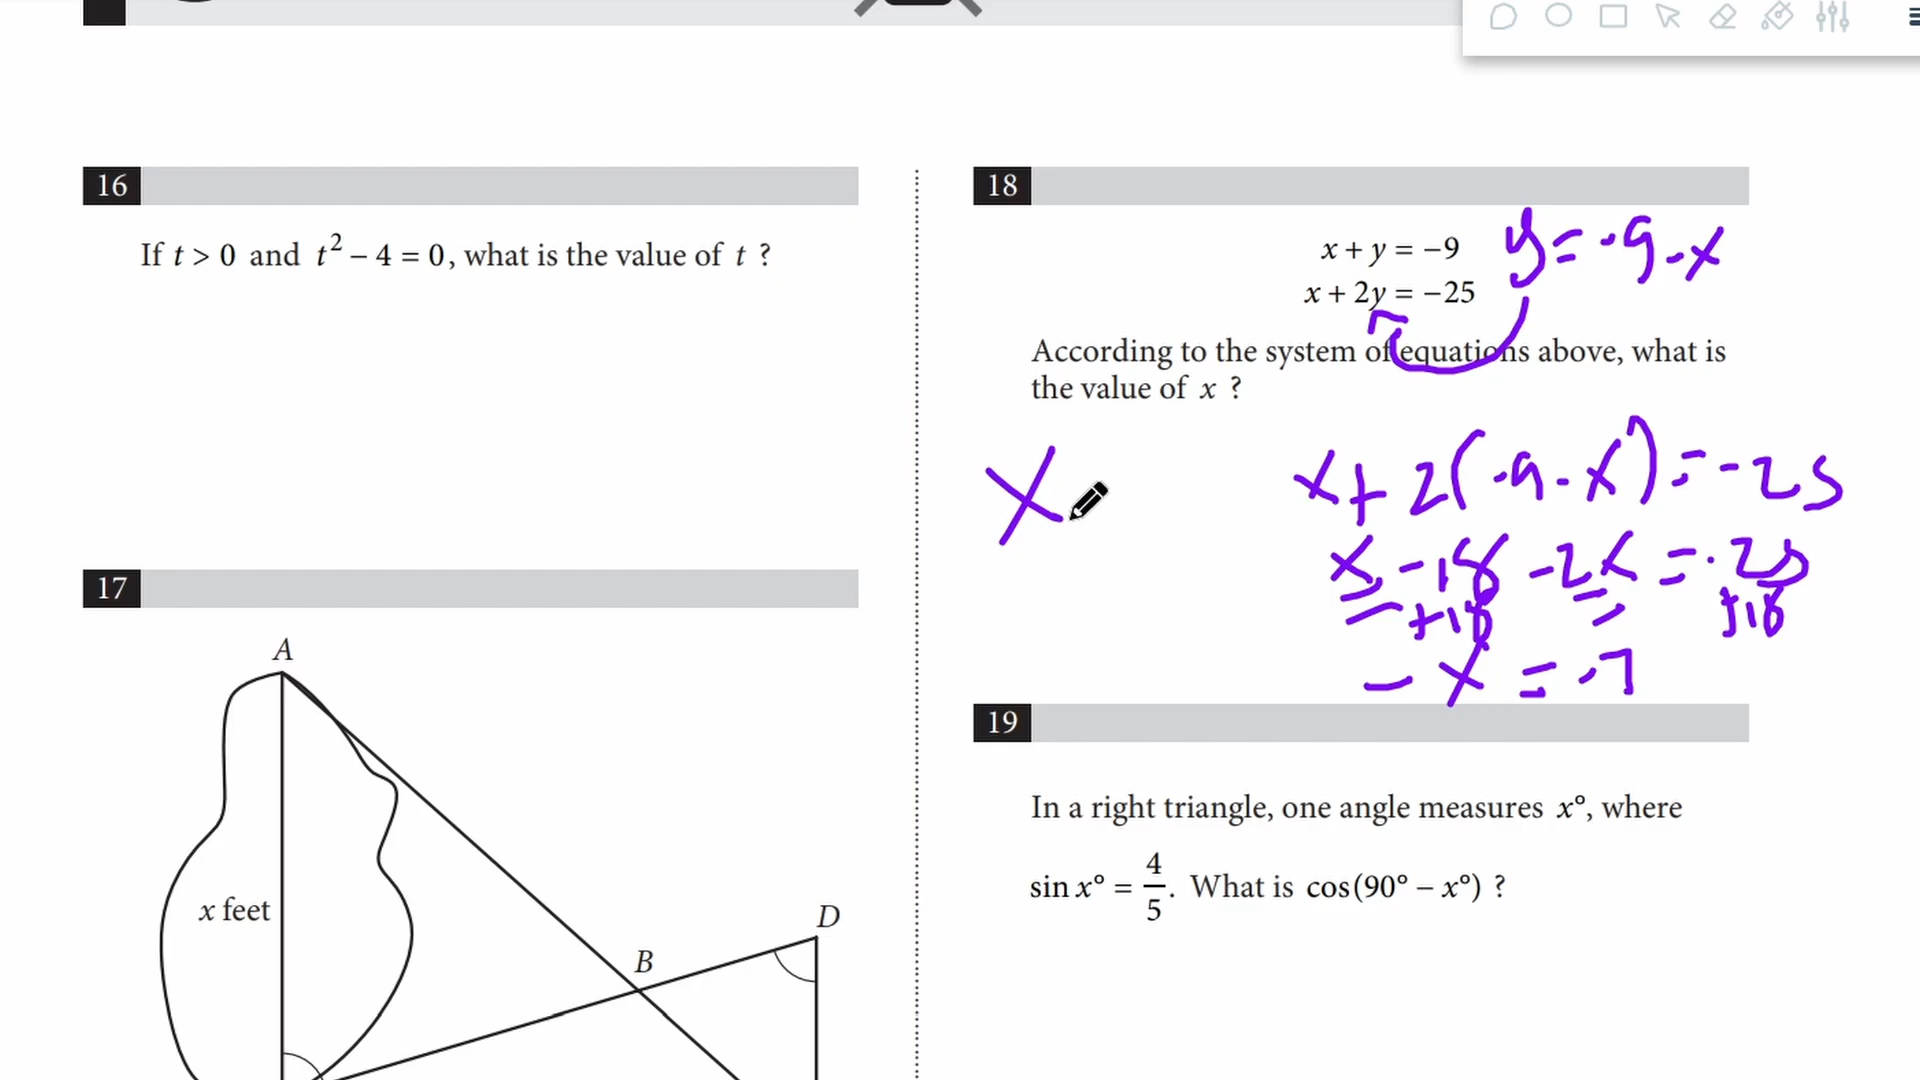 16
If t > 0 and t² – 4 = 0, what is the value of t ?
17
A
x feet
B
D
18
x + y = −9
y = -9 - x
x + 2y = −25
According to the system of equations above, what is
the value of x ?
x
x + 2(-9 - x) = -25
x - 18 - 2x = -25
+18 +18
- x = -7
19
In a right triangle, one angle measures x°, where
sin x° = 4/5. What is cos(90° − x°) ?